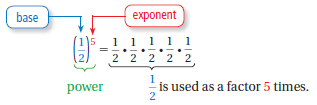 base exponent
(1/2)^5 = 1/2 • 1/2 • 1/2 • 1/2 • 1/2
power 1/2 is used as a factor 5 times.